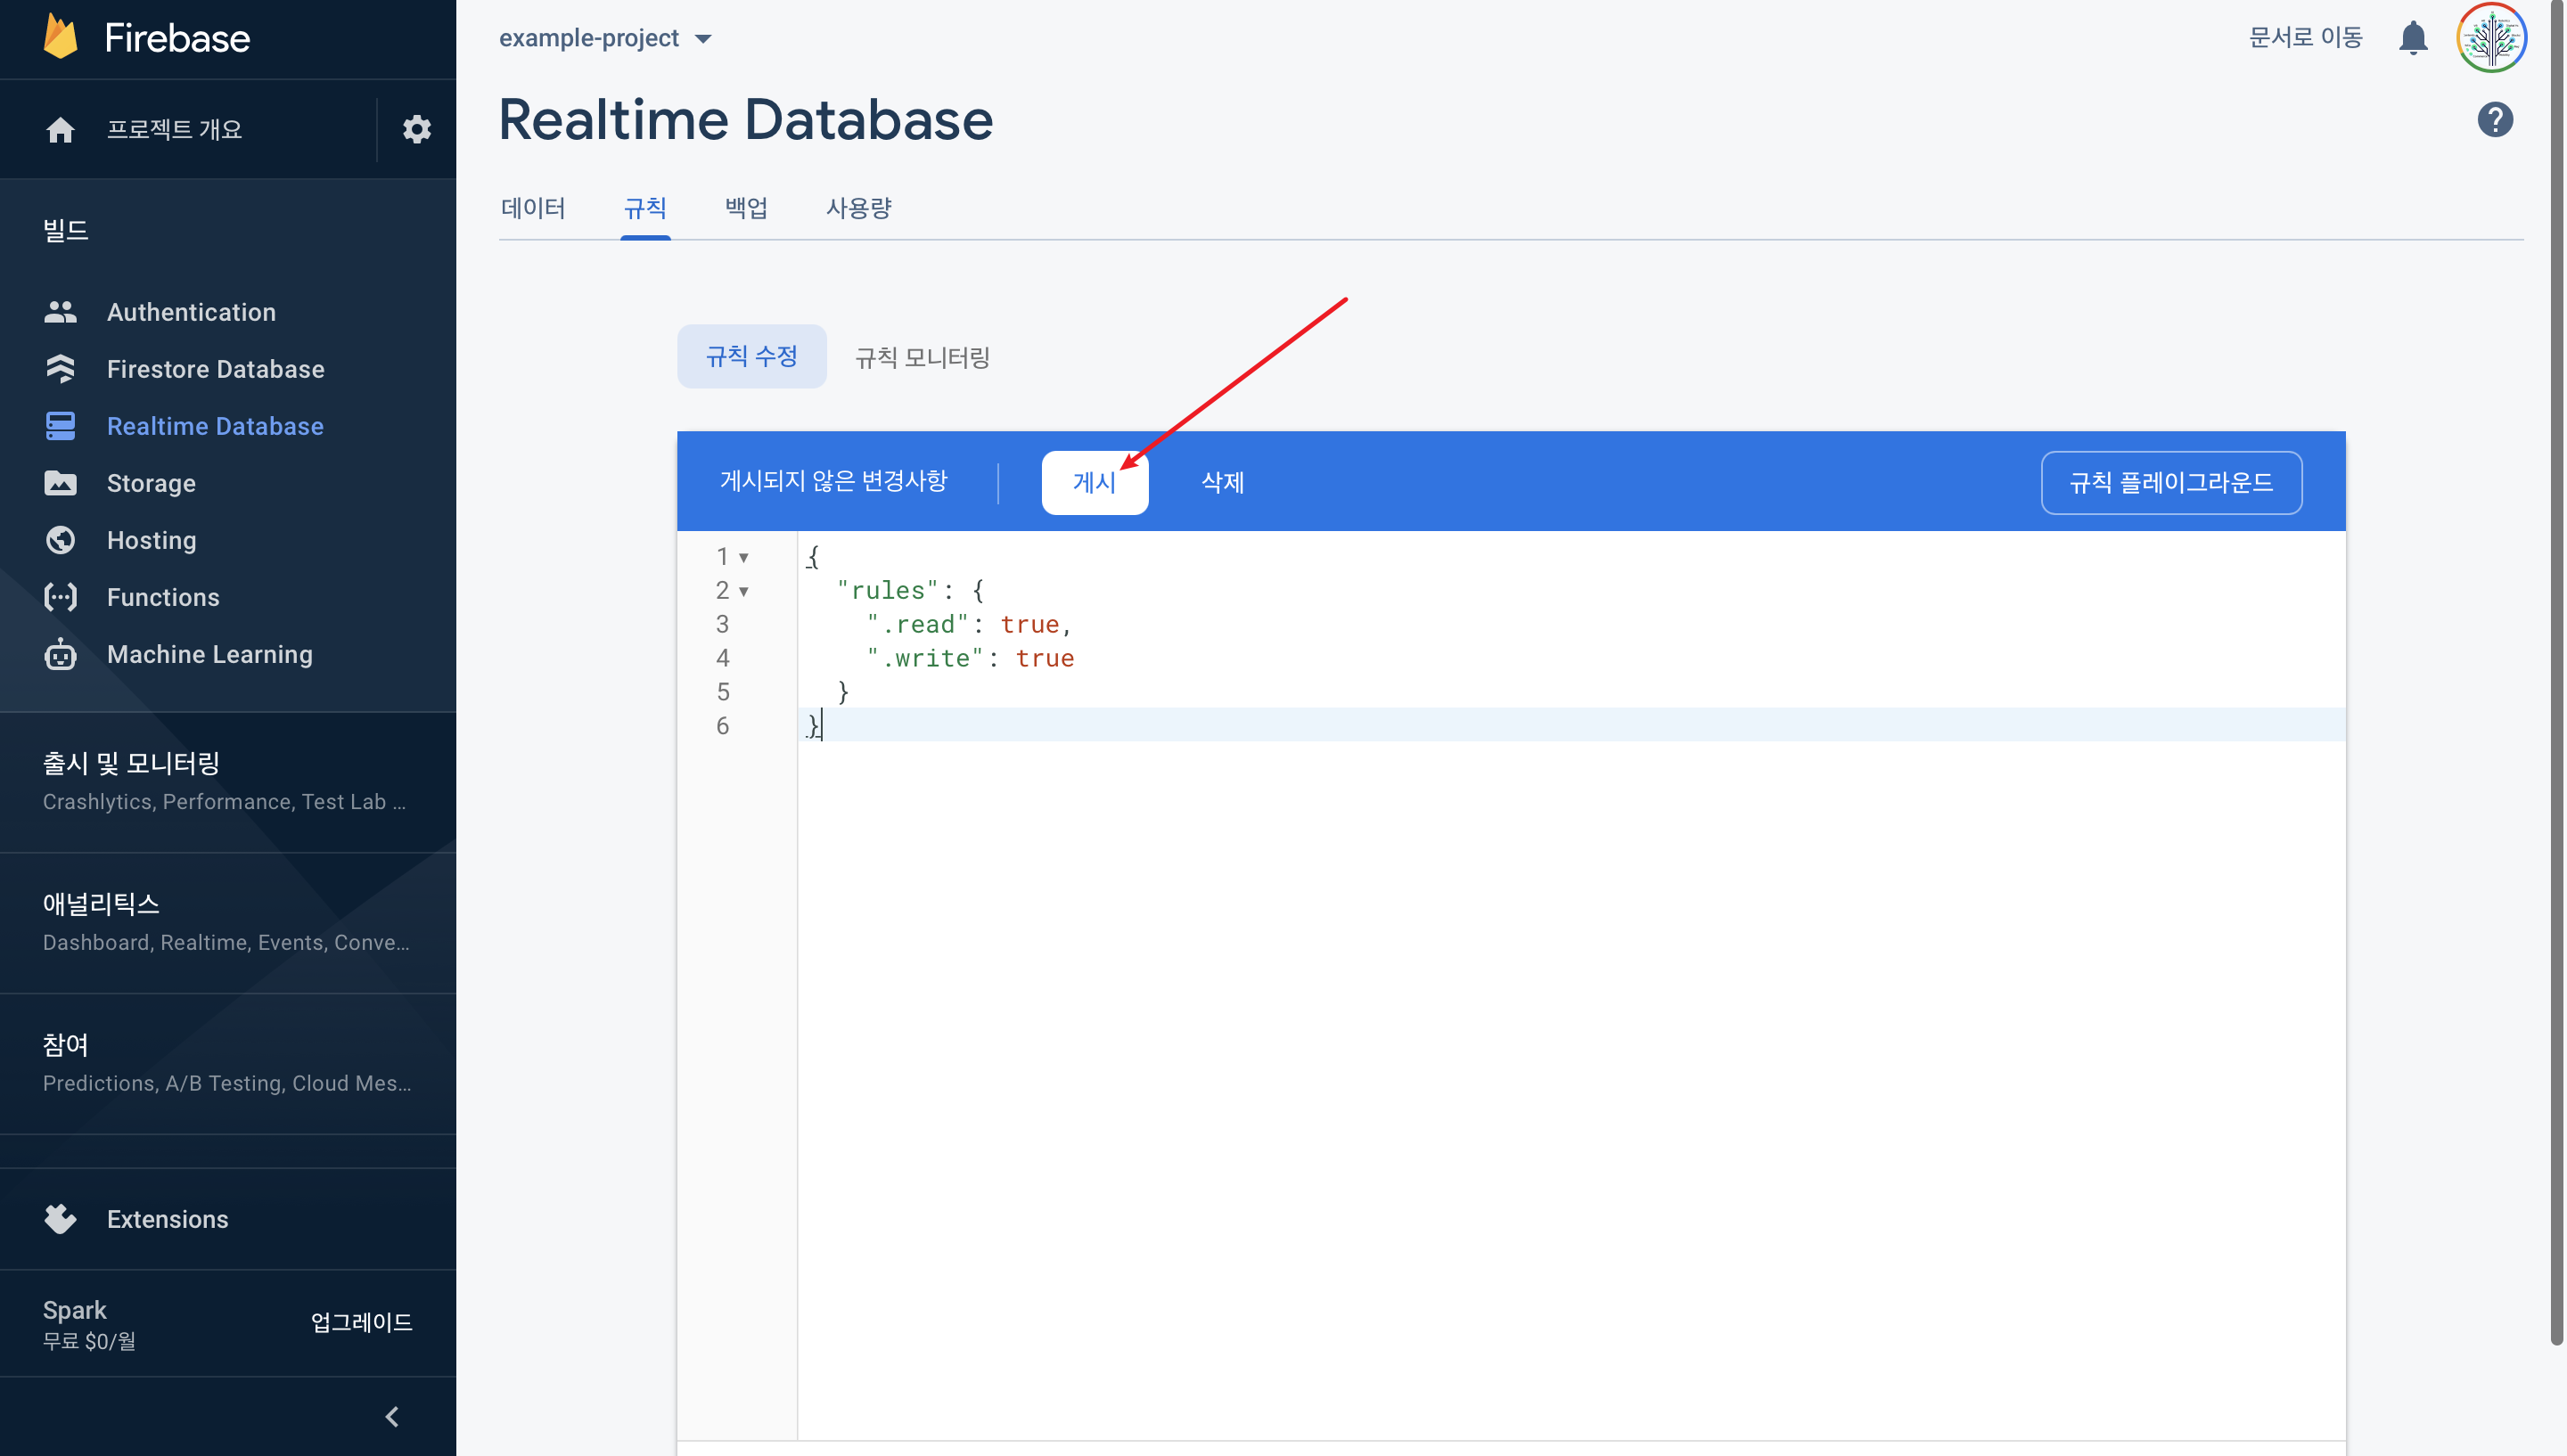 Firebase
프로젝트 개요
빌드
Authentication
Firestore Database
Realtime Database
Storage
Hosting
Functions
Machine Learning
출시 및 모니터링
Crashlytics, Performance, Test Lab ...
애널리틱스
Dashboard, Realtime, Events, Conve...
참여
Predictions, A/B Testing, Cloud Mes...
Extensions
Spark
무료 $0/월
업그레이드
example-project
문서로 이동
Realtime Database
데이터 규칙 백업 사용량
규칙 수정 규칙 모니터링
게시되지 않은 변경사항 게시 삭제 규칙 플레이그라운드
1 {
2 "rules": {
3 ".read": true,
4 ".write": true
5 }
6 }